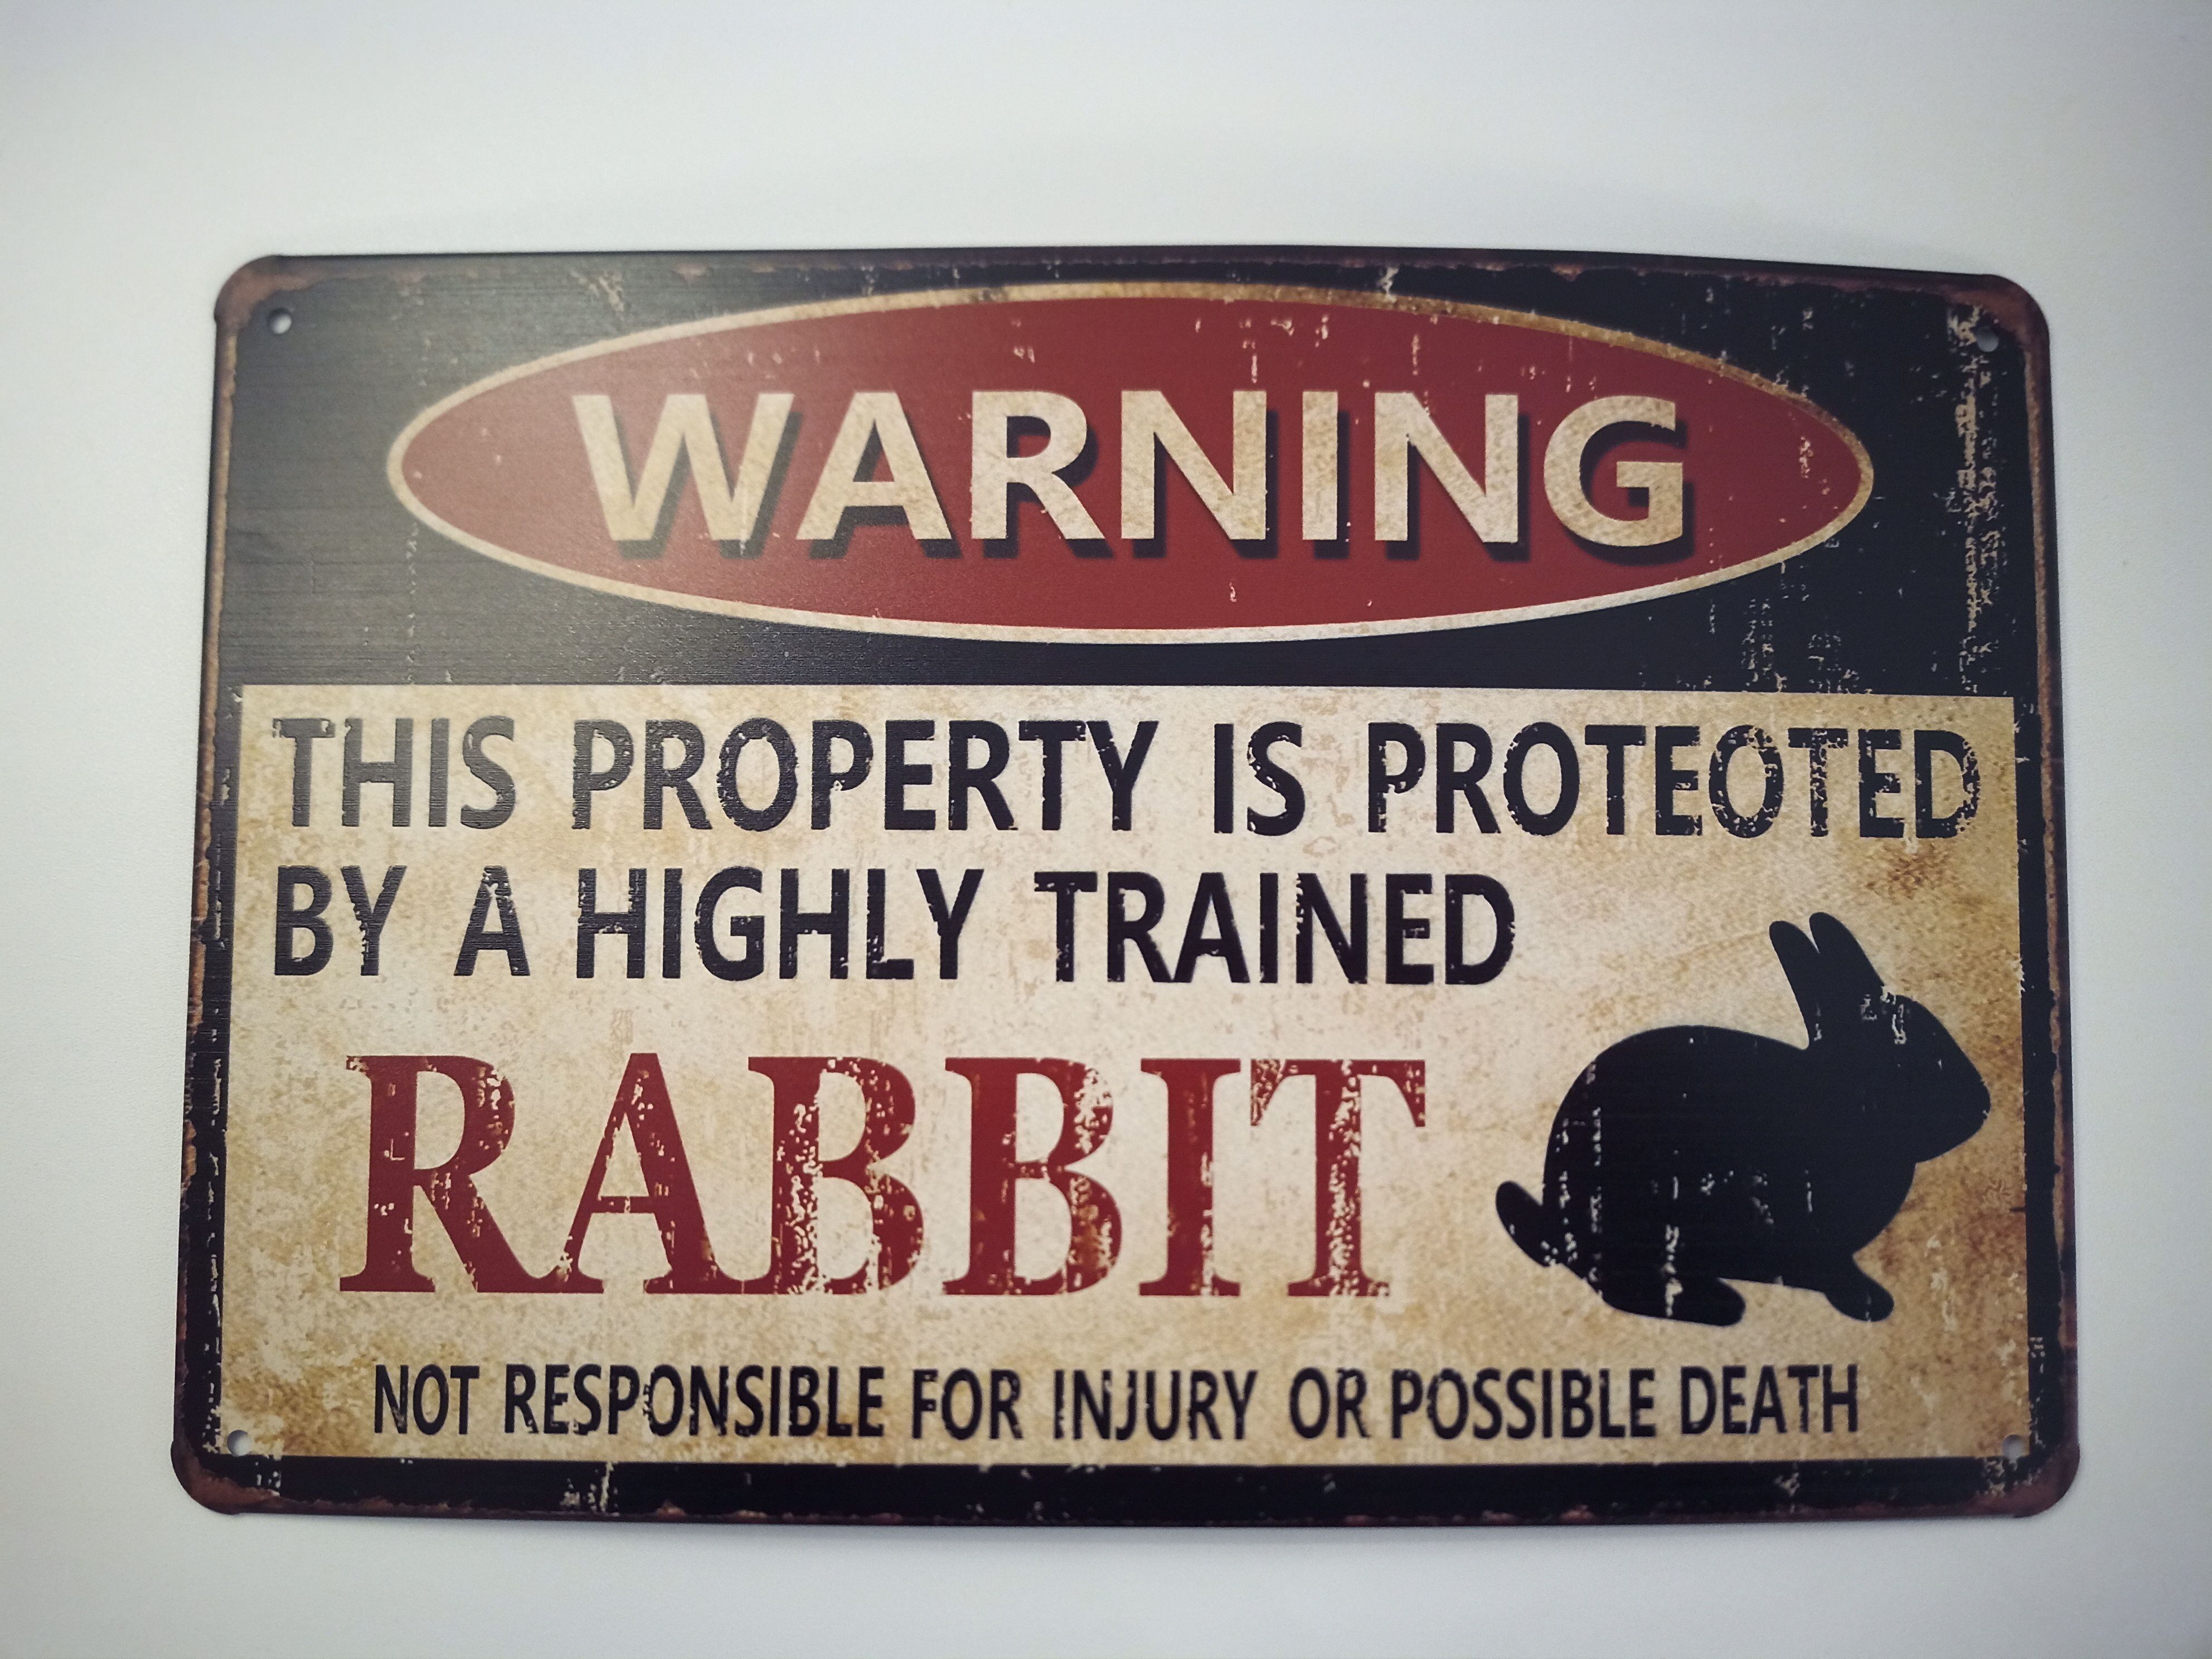 WARNING
THIS PROPERTY IS PROTEOTED
BY A HIGHLY TRAINED
RABBIT
NOT RESPONSIBLE FOR INJURY OR POSSIBLE DEATH